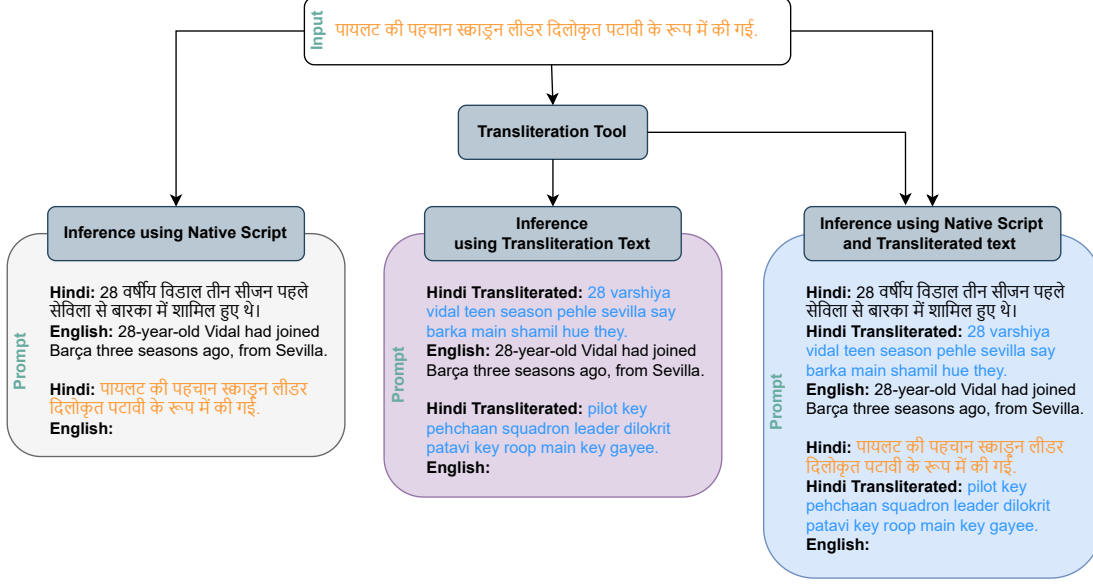 Input
पायलट की पहचान स्क्वाड्रन लीडर दिलोकृत पटावी के रूप में की गई.
Transliteration Tool
Inference using Native Script
Prompt
Hindi: 28 वर्षीय विडाल तीन सीजन पहले
सेविला से बारका में शामिल हुए थे।
English: 28-year-old Vidal had joined
Barça three seasons ago, from Sevilla.
Hindi: पायलट की पहचान स्क्वाड्रन लीडर
दिलोकृत पटावी के रूप में की गई.
English:
Inference
using Transliteration Text
Prompt
Hindi Transliterated: 28 varshiya
vidal teen season pehle sevilla say
barka main shamil hue they.
English: 28-year-old Vidal had joined
Barça three seasons ago, from Sevilla.
Hindi Transliterated: pilot key
pehchaan squadron leader dilokrit
patavi key roop main key gayee.
English:
Inference using Native Script
and Transliterated text
Prompt
Hindi: 28 वर्षीय विडाल तीन सीजन पहले
सेविला से बारका में शामिल हुए थे।
Hindi Transliterated: 28 varshiya
vidal teen season pehle sevilla say
barka main shamil hue they.
English: 28-year-old Vidal had joined
Barça three seasons ago, from Sevilla.
Hindi: पायलट की पहचान स्क्वाड्रन लीडर
दिलोकृत पटावी के रूप में की गई.
Hindi Transliterated: pilot key
pehchaan squadron leader dilokrit
patavi key roop main key gayee.
English: